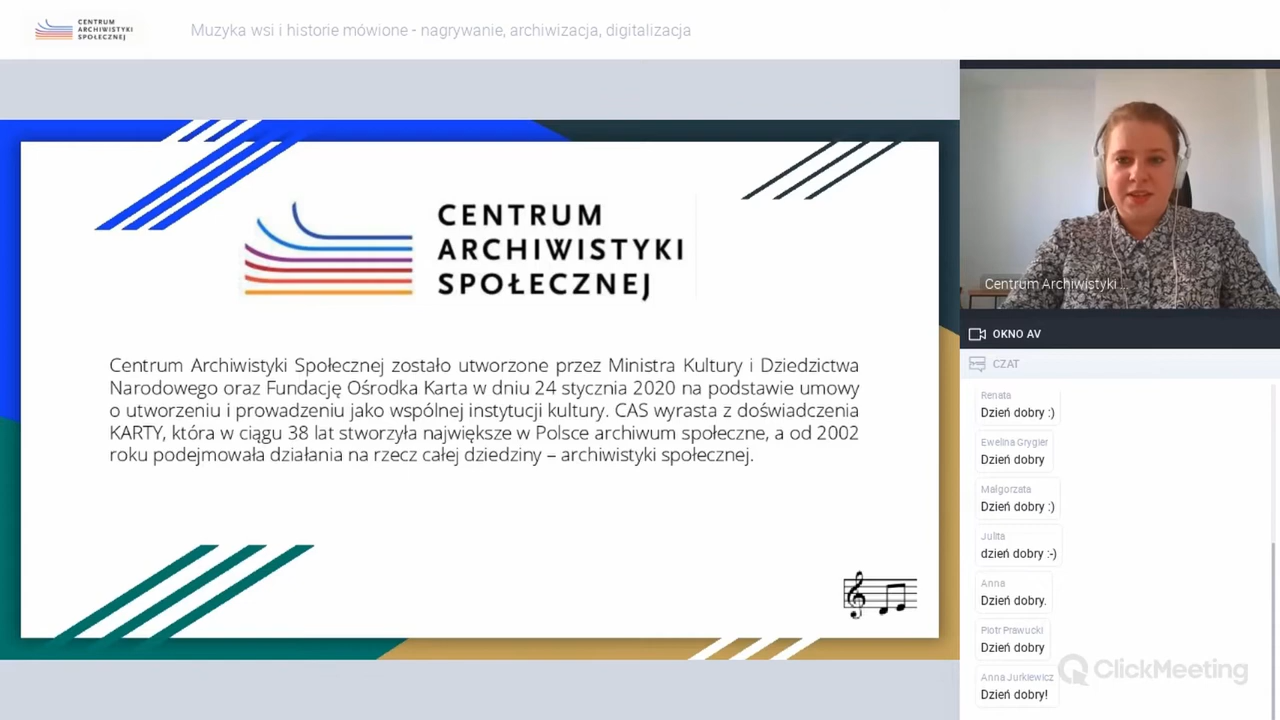 CENTRUM
ARCHIWISTYKI
SPOŁECZNEJ
Muzyka wsi i historie mówione - nagrywanie, archiwizacja, digitalizacja
CENTRUM
ARCHIWISTYKI
SPOŁECZNEJ
Centrum Archiwistyki Społecznej zostało utworzone przez Ministra Kultury i Dziedzictwa
Narodowego oraz Fundację Ośrodka Karta w dniu 24 stycznia 2020 na podstawie umowy
o utworzeniu i prowadzeniu jako wspólnej instytucji kultury. CAS wyrasta z doświadczenia
KARTY, która w ciągu 38 lat stworzyła największe w Polsce archiwum społeczne, a od 2002
roku podejmowała działania na rzecz całej dziedziny – archiwistyki społecznej.
Centrum Archiwistyki ...
OKNO AV
CZAT
Renata
Dzień dobry :)
Ewelina Grygier
Dzień dobry
Małgorzata
Dzień dobry :)
Julita
dzień dobry :-)
Anna
Dzień dobry.
Piotr Prawucki
Dzień dobry
Anna Jurkiewicz
Dzień dobry!
ClickMeeting